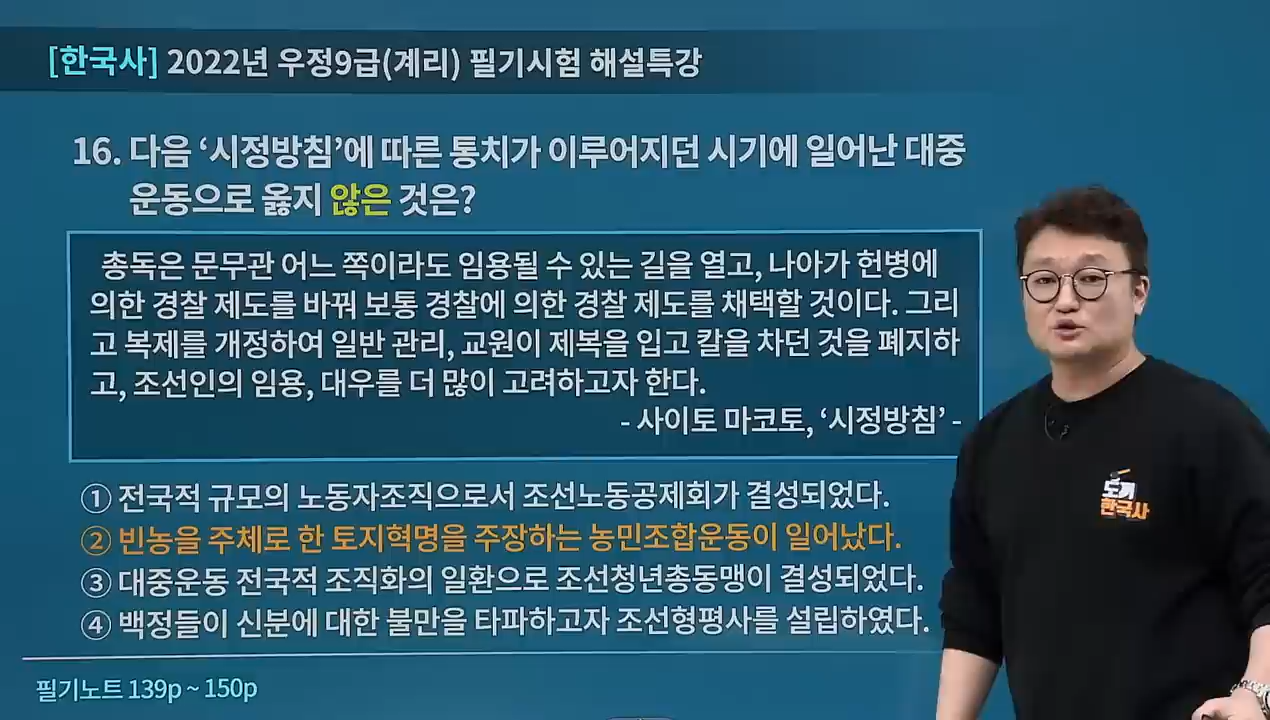 [한국사] 2022년 우정9급(계리) 필기시험 해설특강
16. 다음 ‘시정방침’에 따른 통치가 이루어지던 시기에 일어난 대중
운동으로 옳지 않은 것은?
총독은 문무관 어느 쪽이라도 임용될 수 있는 길을 열고, 나아가 헌병에
의한 경찰 제도를 바꿔 보통 경찰에 의한 경찰 제도를 채택할 것이다. 그리
고 복제를 개정하여 일반 관리, 교원이 제복을 입고 칼을 차던 것을 폐지하
고, 조선인의 임용, 대우를 더 많이 고려하고자 한다.
- 사이토 마코토, ‘시정방침’ -
① 전국적 규모의 노동자조직으로서 조선노동공제회가 결성되었다.
② 빈농을 주체로 한 토지혁명을 주장하는 농민조합운동이 일어났다.
③ 대중운동 전국적 조직화의 일환으로 조선청년총동맹이 결성되었다.
④ 백정들이 신분에 대한 불만을 타파하고자 조선형평사를 설립하였다.
필기노트 139p ~ 150p
도기
한국사